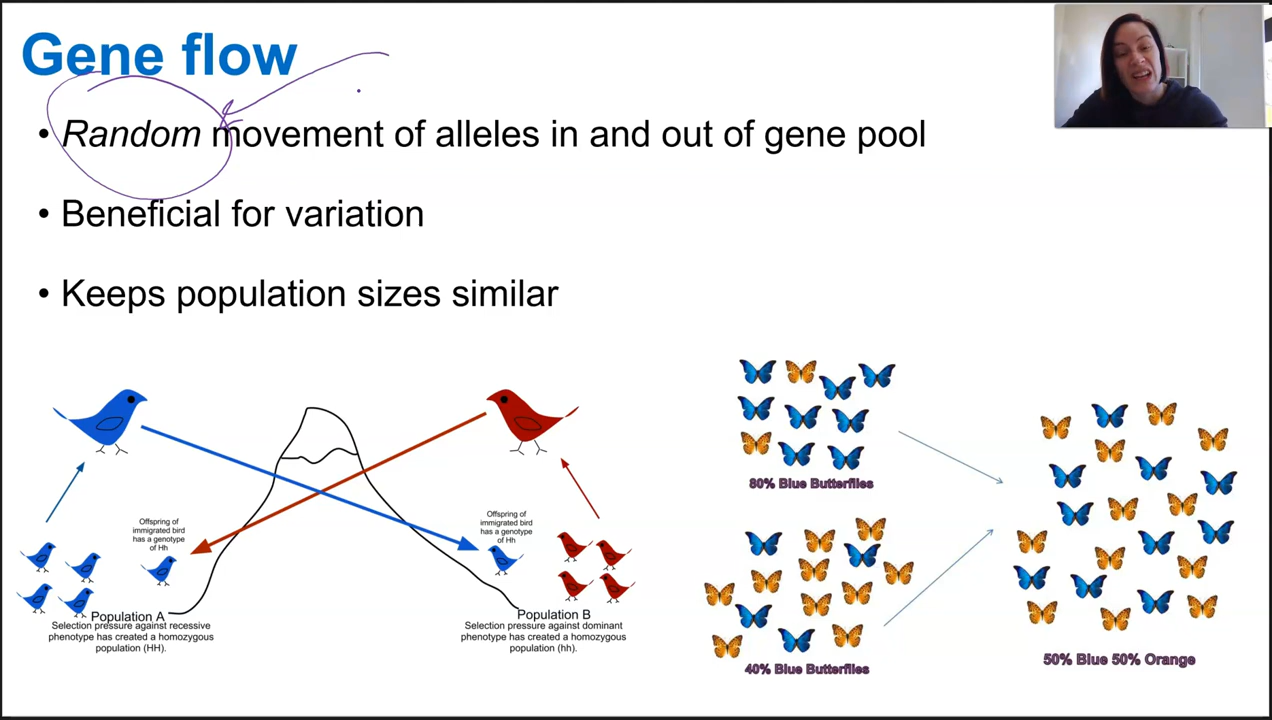 Gene flow
• Random movement of alleles in and out of gene pool
• Beneficial for variation
• Keeps population sizes similar
Offspring of
immigrated bird
has a genotype
of Hh
Population A
Selection pressure against recessive
phenotype has created a homozygous
population (HH).
Offspring of
immigrated bird
has a genotype
of Hh
Population B
Selection pressure against dominant
phenotype has created a homozygous
population (hh).
80% Blue Butterflies
40% Blue Butterflies
50% Blue 50% Orange